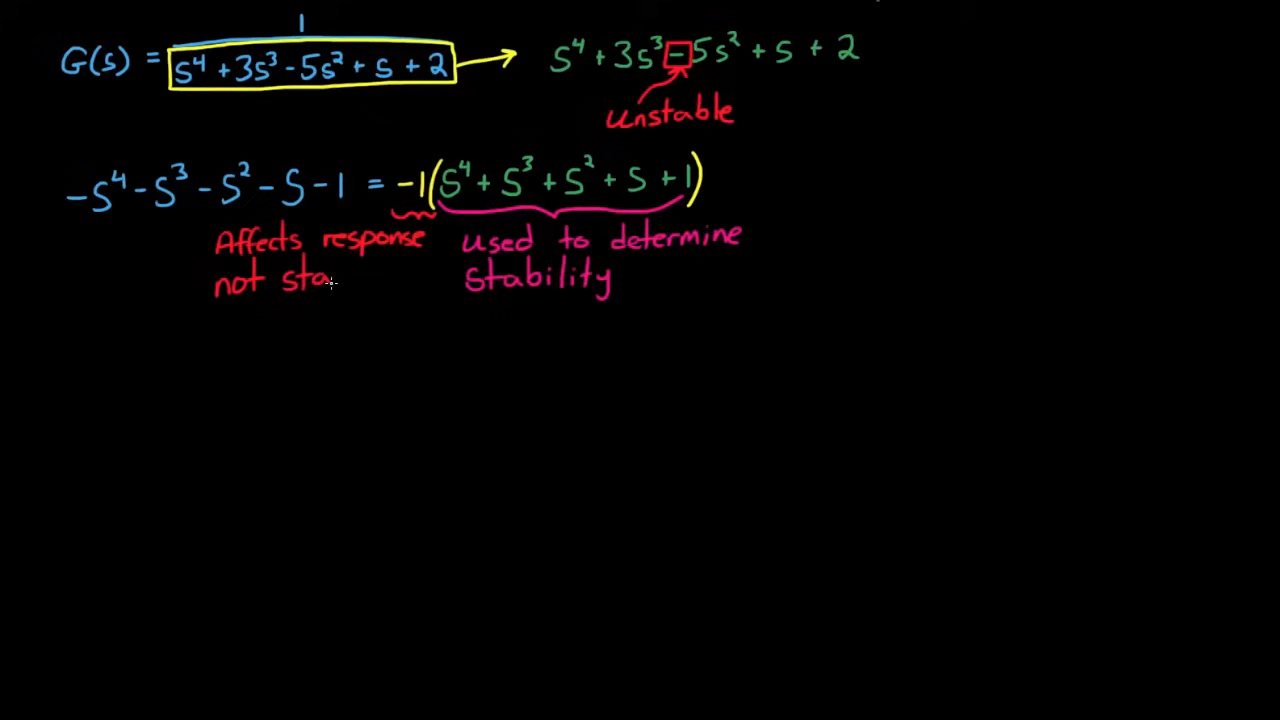 G(s) = 1 / s⁴ + 3s³ - 5s² + s + 2 → s⁴ + 3s³ - 5s² + s + 2
unstable
-s⁴ - s³ - s² - s - 1 = -1(s⁴ + s³ + s² + s + 1)
Affects response used to determine
not sta stability